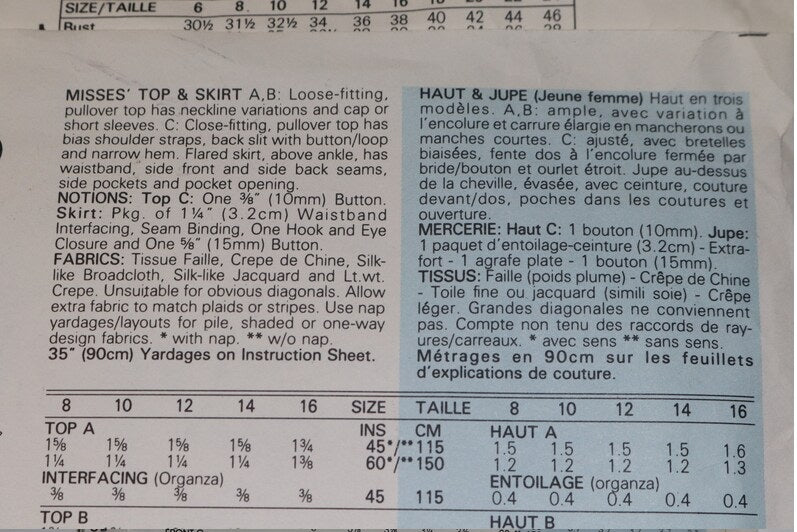 SIZE/TAILLE 6 8 10 12 14 16 40 42 44 46
Bust 30½ 31½ 32½ 34 36 38
MISSES' TOP & SKIRT A,B: Loose-fitting,
pullover top has neckline variations and cap or
short sleeves. C: Close-fitting, pullover top has
bias shoulder straps, back slit with button/loop
and narrow hem. Flared skirt, above ankle, has
waistband, side front and side back seams,
side pockets and pocket opening.
NOTIONS: Top C: One ⅜" (10mm) Button.
Skirt: Pkg. of 1¼" (3.2cm) Waistband
Interfacing, Seam Binding, One Hook and Eye
Closure and One ⅝" (15mm) Button.
FABRICS: Tissue Faille, Crepe de Chine, Silk-
like Broadcloth, Silk-like Jacquard and Lt.wt.
Crepe. Unsuitable for obvious diagonals. Allow
extra fabric to match plaids or stripes. Use nap
yardages/layouts for pile, shaded or one-way
design fabrics. * with nap. ** w/o nap.
35" (90cm) Yardages on Instruction Sheet.
HAUT & JUPE (Jeune femme) Haut en trois
modèles. A,B: ample, avec variation à
l'encolure et carrure élargie en mancherons ou
manches courtes. C: ajusté, avec bretelles
biaisées, fente dos à l'encolure fermée par
bride/bouton et ourlet étroit. Jupe au-dessus
de la cheville, évasée, avec ceinture, couture
devant/dos, poches dans les coutures et
ouverture.
MERCERIE: Haut C: 1 bouton (10mm). Jupe:
1 paquet d'entoilage-ceinture (3.2cm) - Extra-
fort - 1 agrafe plate - 1 bouton (15mm).
TISSUS: Faille (poids plume) - Crêpe de Chine
- Toile fine ou jacquard (simili soie) - Crêpe
léger. Grandes diagonales ne conviennent
pas. Compte non tenu des raccords de ray-
ures/carreaux. * avec sens ** sans sens.
Métrages en 90cm sur les feuillets
d'explications de couture.
8 10 12 14 16 SIZE TAILLE 8 10 12 14 16
TOP A INS CM HAUT A
1⅝ 1⅝ 1⅝ 1⅝ 1¾ 45*/** 115 1.5 1.5 1.5 1.5 1.6
1¼ 1¼ 1¼ 1¼ 1⅜ 60*/** 150 1.2 1.2 1.2 1.2 1.3
INTERFACING (Organza) ENTOILAGE (organza)
⅜ ⅜ ⅜ ⅜ ⅜ 45 115 0.4 0.4 0.4 0.4 0.4
TOP B HAUT B